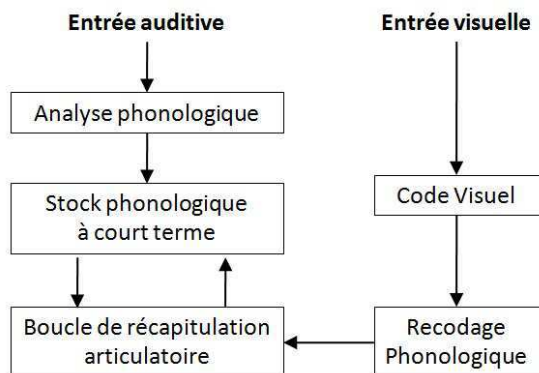 Entrée auditive
Entrée visuelle
Analyse phonologique
Stock phonologique
à court terme
Code Visuel
Boucle de récapitulation
articulatoire
Recodage
Phonologique